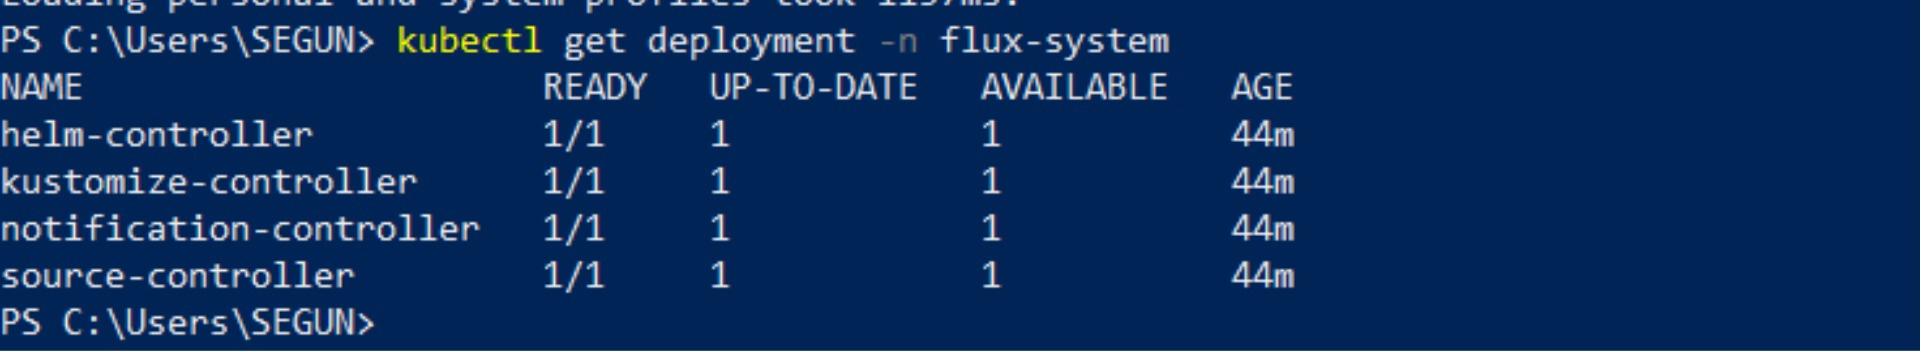 Loading personal and system profiles took 1197ms.
PS C:\Users\SEGUN> kubectl get deployment -n flux-system
NAME                      READY   UP-TO-DATE   AVAILABLE   AGE
helm-controller           1/1     1            1           44m
kustomize-controller      1/1     1            1           44m
notification-controller   1/1     1            1           44m
source-controller         1/1     1            1           44m
PS C:\Users\SEGUN>